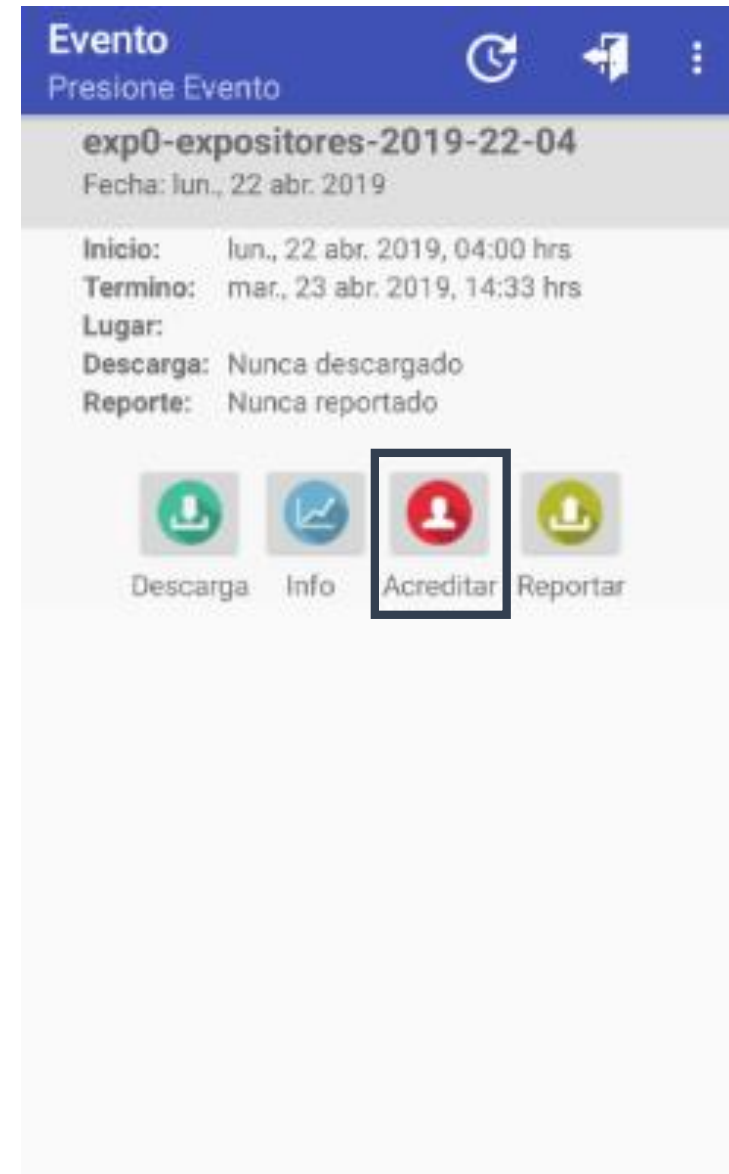 Evento
Presione Evento
exp0-expositores-2019-22-04
Fecha: lun., 22 abr. 2019
Inicio: lun., 22 abr. 2019, 04:00 hrs
Termino: mar., 23 abr. 2019, 14:33 hrs
Lugar:
Descarga: Nunca descargado
Reporte: Nunca reportado
Descarga Info Acreditar Reportar